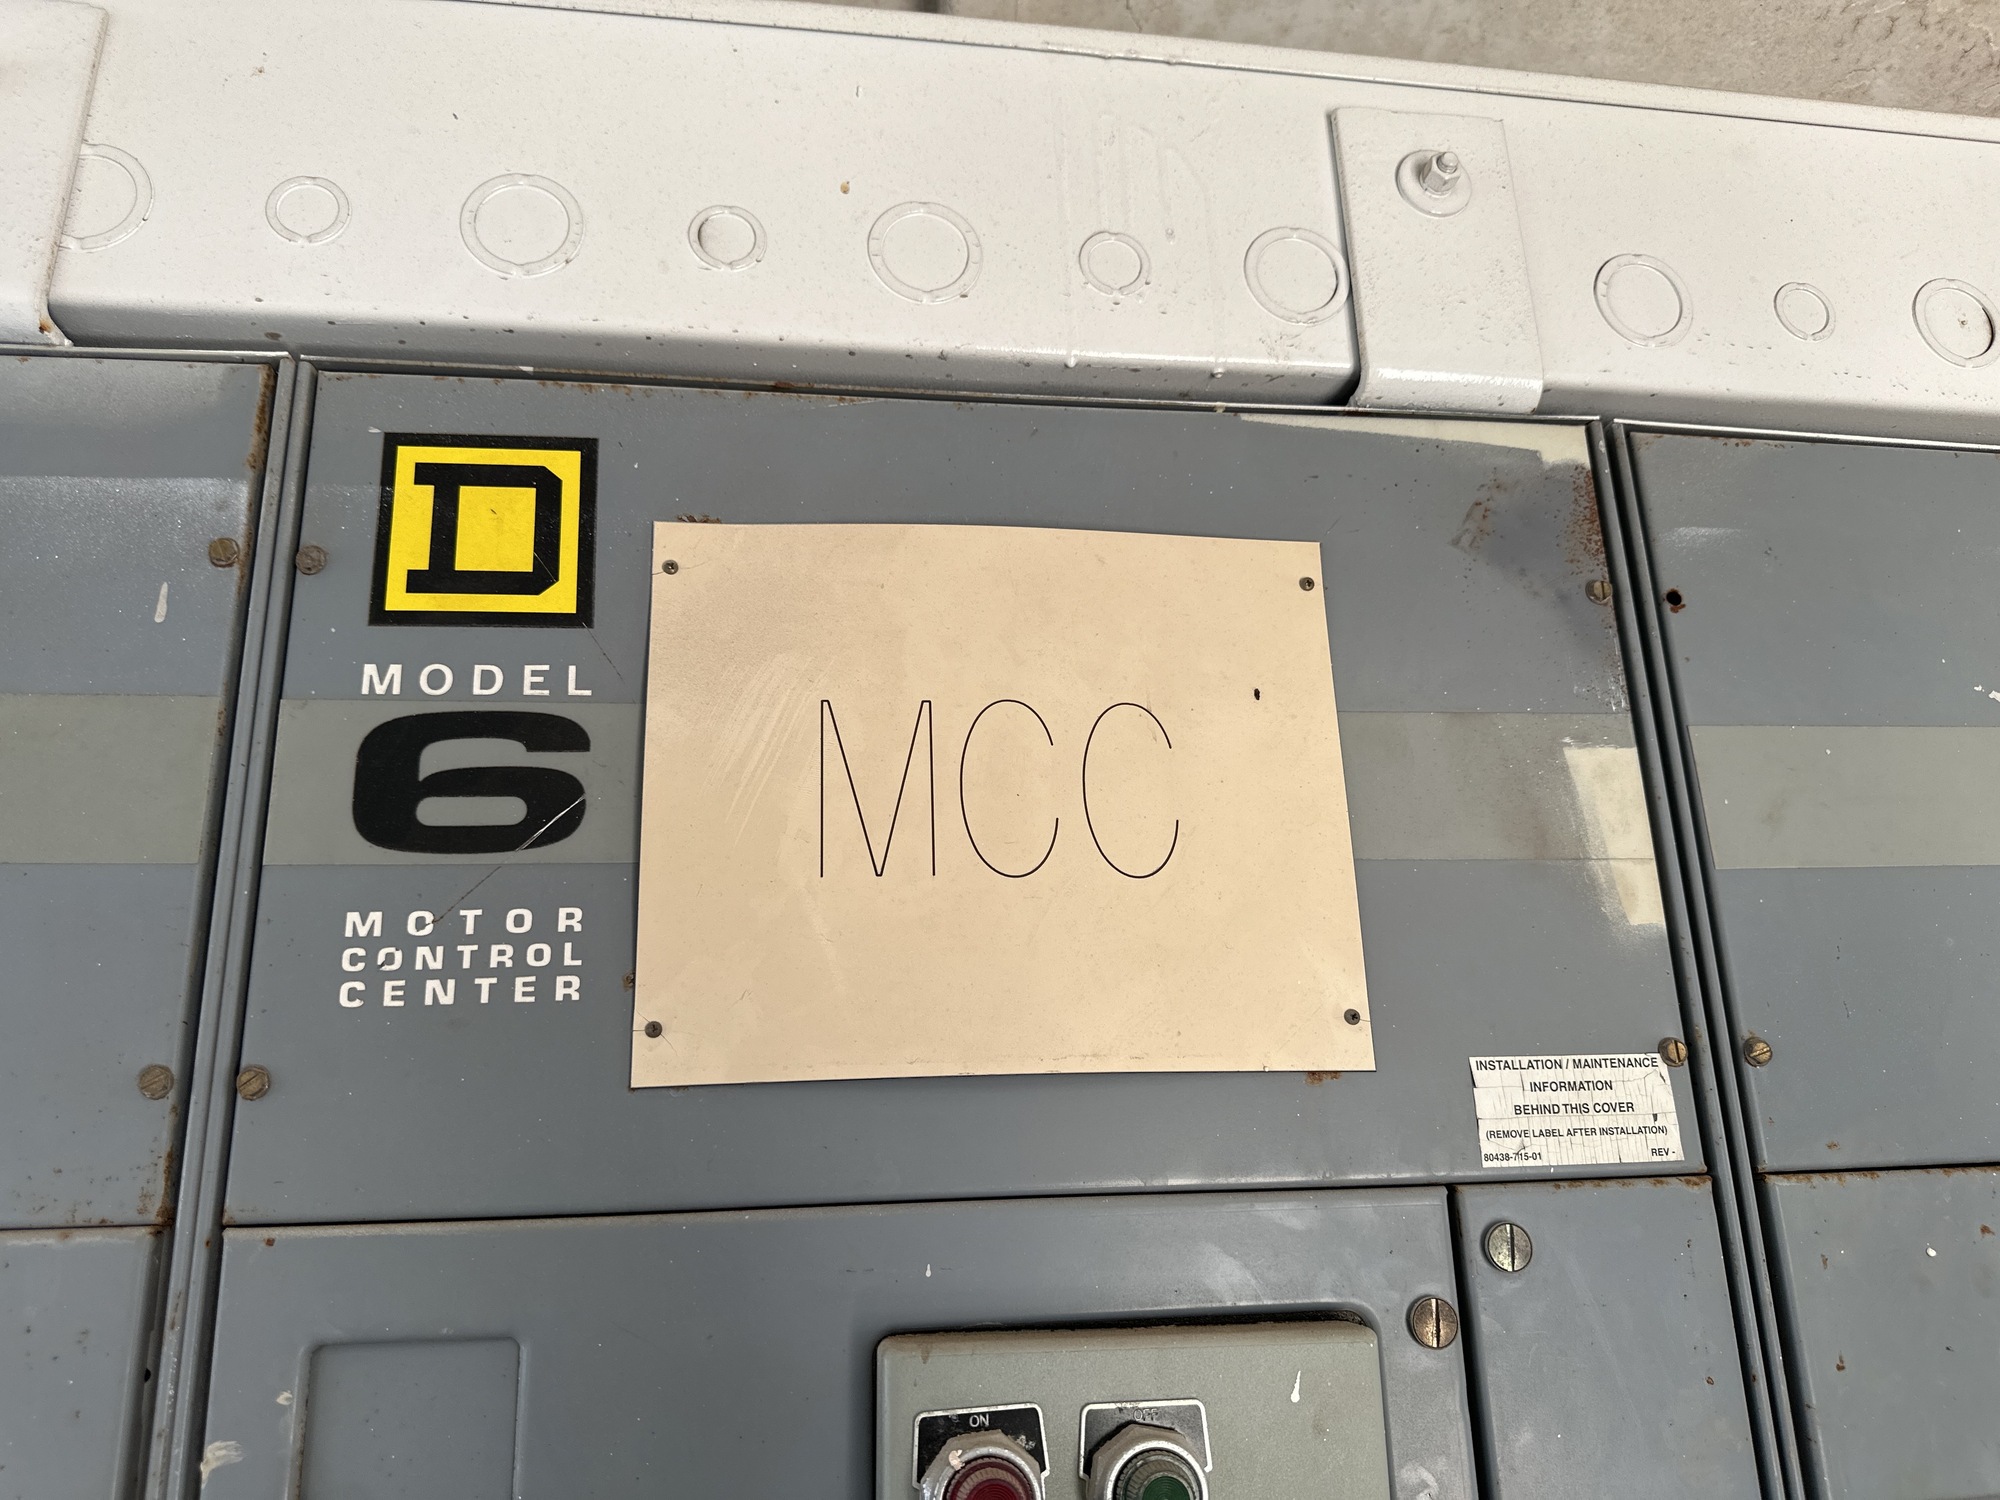 D
MODEL
6
MOTOR
CONTROL
CENTER
MCC
INSTALLATION / MAINTENANCE
INFORMATION
BEHIND THIS COVER
(REMOVE LABEL AFTER INSTALLATION)
80438-715-01 REV -
ON
OFF